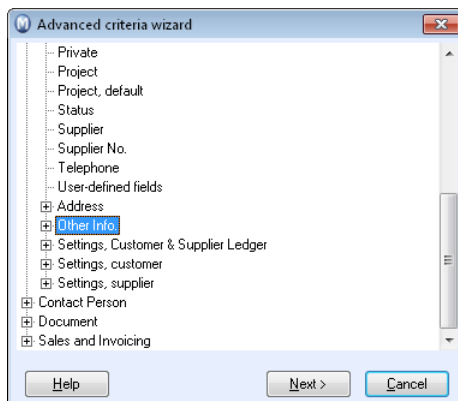 Advanced criteria wizard
Private
Project
Project, default
Status
Supplier
Supplier No.
Telephone
User-defined fields
Address
Other Info.
Settings, Customer & Supplier Ledger
Settings, customer
Settings, supplier
Contact Person
Document
Sales and Invoicing
Help Next > Cancel